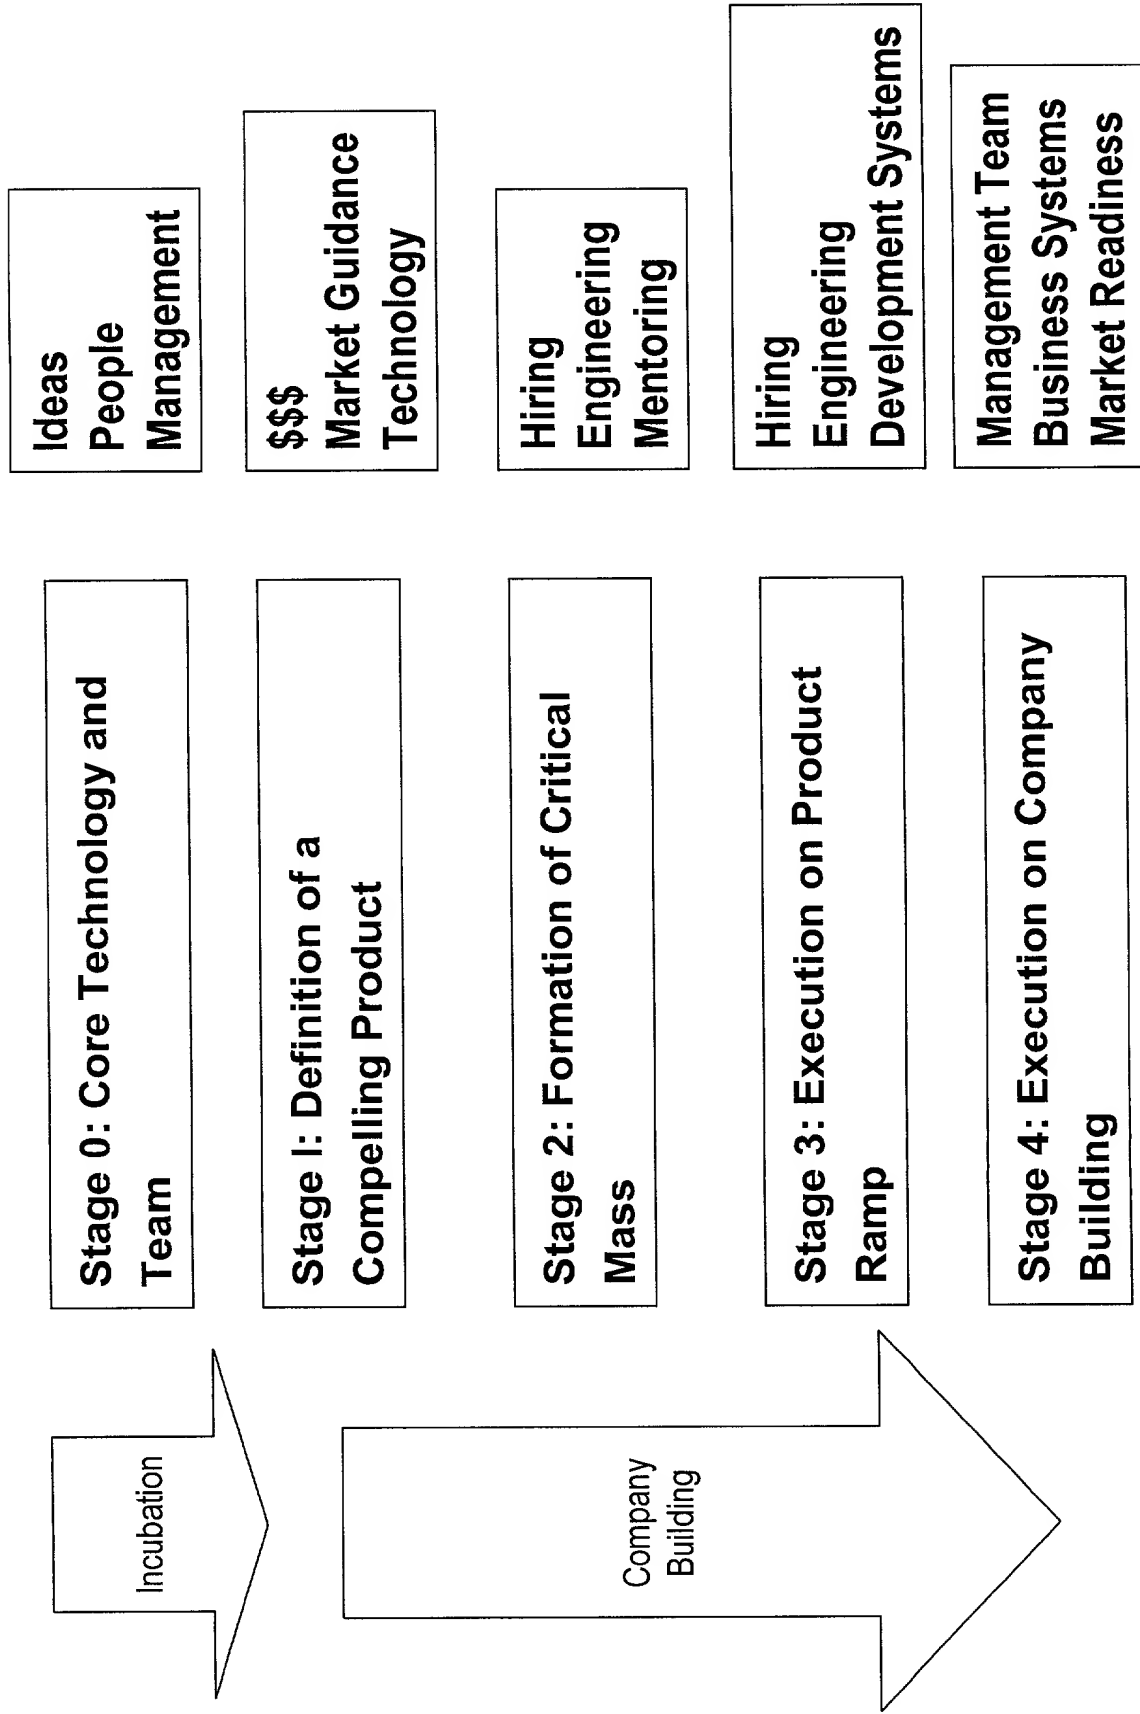 Incubation
Company
Building
Stage 0: Core Technology and
Team
Stage I: Definition of a
Compelling Product
Stage 2: Formation of Critical
Mass
Stage 3: Execution on Product
Ramp
Stage 4: Execution on Company
Building
Ideas
People
Management
$$$
Market Guidance
Technology
Hiring
Engineering
Mentoring
Hiring
Engineering
Development Systems
Management Team
Business Systems
Market Readiness